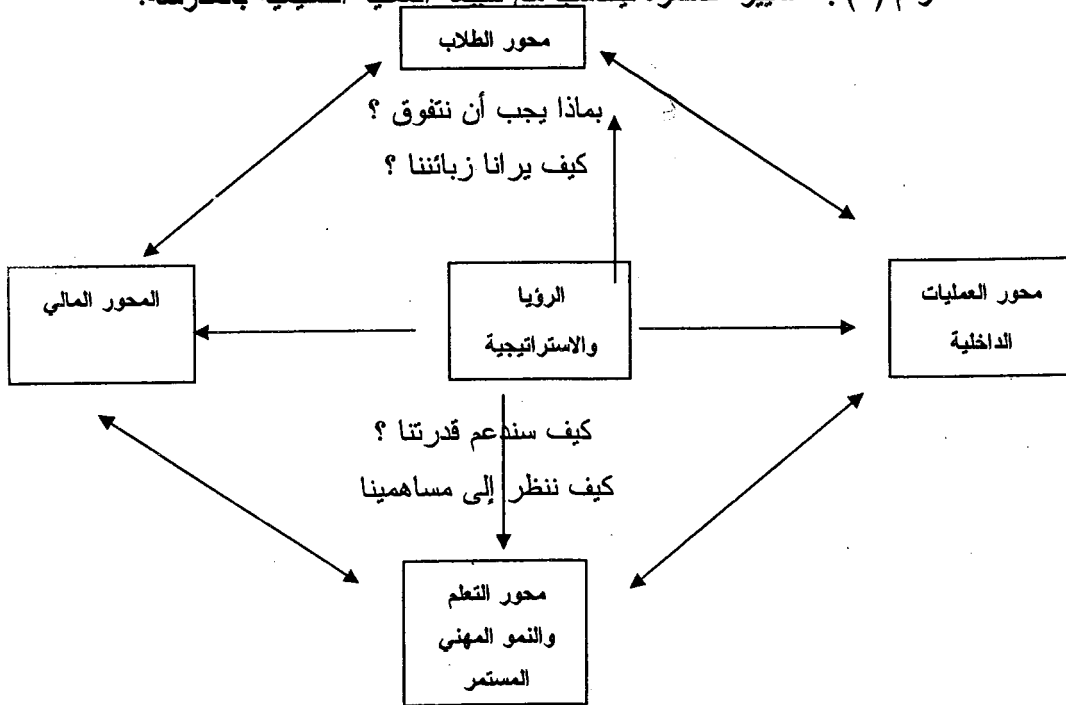 محور الطلاب
بماذا يجب أن نتفوق ؟
كيف يرانا زبائننا ؟
المحور المالي
الرؤيا
والاستراتيجية
محور العمليات
الداخلية
كيف سندعم قدرتنا ؟
كيف ننظر إلى مساهمينا
محور التعلم
والنمو المهني
المستمر